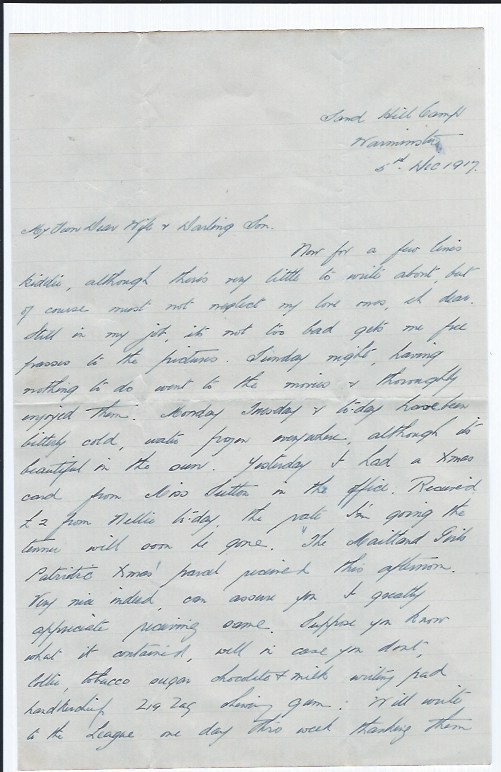 Sand Hill Camp
Warminster
5th Dec 1917.
My Own Dear Wife & Darling Son.
Now for a few lines
kiddie, although there's very little to write about, but
of course must not neglect my love ones, eh dear.
Still in my job, it's not too bad gets me free
passes to the pictures. Sunday night, having
nothing to do went to the movies & thoroughly
enjoyed them. Monday Tuesday & to-day have been
bitterly cold, water frozen everywhere, although it's
beautiful in the sun. Yesterday I had a Xmas
card from Miss Sutton in the office. Received
£2 from Nellie to-day, the rate I'm going the
tenner will soon be gone. "The Maitland Girls
Patriotic Xmas" parcel received this afternoon.
Very nice indeed, can assure you I greatly
appreciate receiving same. Suppose you know
what it contained, well in case you dont,
tobacco sugar chocolate & milk writing pad
handkerchief Zig Zag chewing gum. Will write
to the League one day this week thanking them